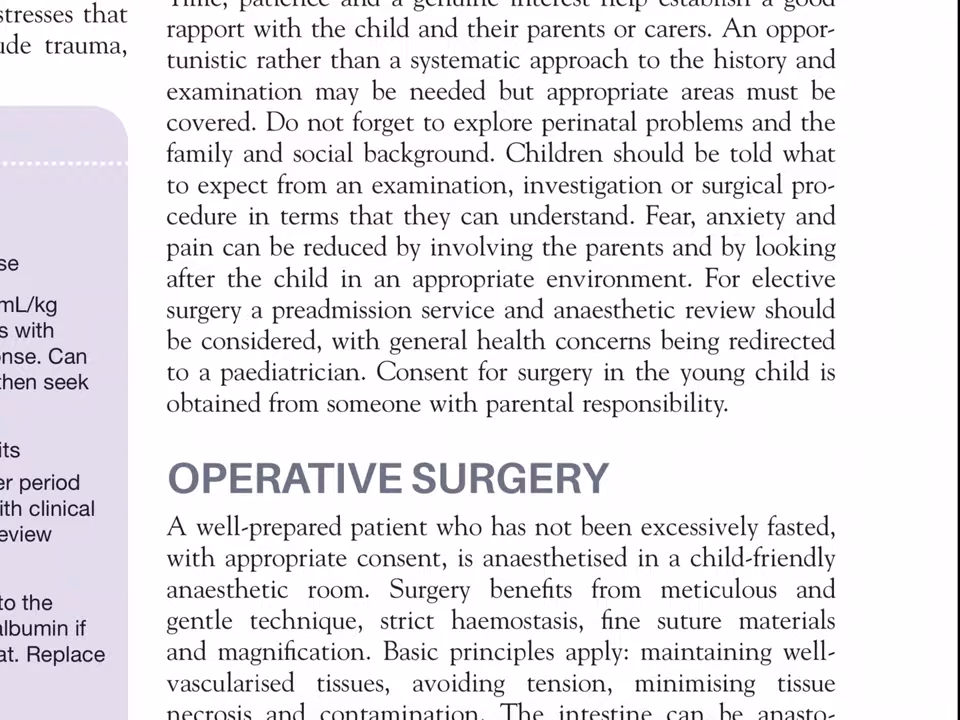 stresses that
ude trauma,
se
mL/kg
s with
onse. Can
then seek
its
er period
ith clinical
eview
to the
albumin if
at. Replace
Time, patience and a genuine interest help establish a good
rapport with the child and their parents or carers. An oppor-
tunistic rather than a systematic approach to the history and
examination may be needed but appropriate areas must be
covered. Do not forget to explore perinatal problems and the
family and social background. Children should be told what
to expect from an examination, investigation or surgical pro-
cedure in terms that they can understand. Fear, anxiety and
pain can be reduced by involving the parents and by looking
after the child in an appropriate environment. For elective
surgery a preadmission service and anaesthetic review should
be considered, with general health concerns being redirected
to a paediatrician. Consent for surgery in the young child is
obtained from someone with parental responsibility.
OPERATIVE SURGERY
A well-prepared patient who has not been excessively fasted,
with appropriate consent, is anaesthetised in a child-friendly
anaesthetic room. Surgery benefits from meticulous and
gentle technique, strict haemostasis, fine suture materials
and magnification. Basic principles apply: maintaining well-
vascularised tissues, avoiding tension, minimising tissue
necrosis and contamination. The intestine can be anasto-